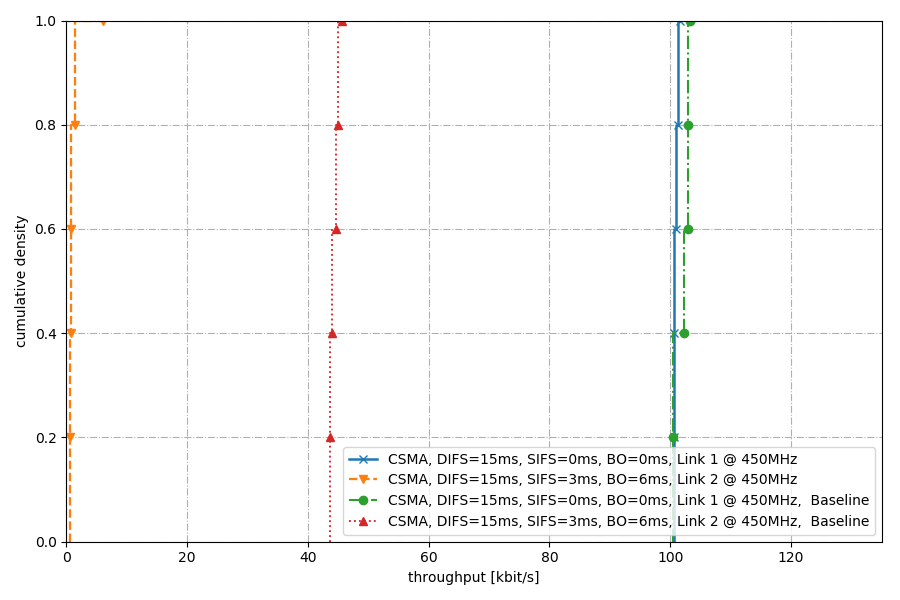 1.0
0.8
0.6
0.4
0.2
0.0
cumulative density
CSMA, DIFS=15ms, SIFS=0ms, BO=0ms, Link 1 @ 450MHz
CSMA, DIFS=15ms, SIFS=3ms, BO=6ms, Link 2 @ 450MHz
CSMA, DIFS=15ms, SIFS=0ms, BO=0ms, Link 1 @ 450MHz,  Baseline
CSMA, DIFS=15ms, SIFS=3ms, BO=6ms, Link 2 @ 450MHz,  Baseline
0 20 40 60 80 100 120
throughput [kbit/s]